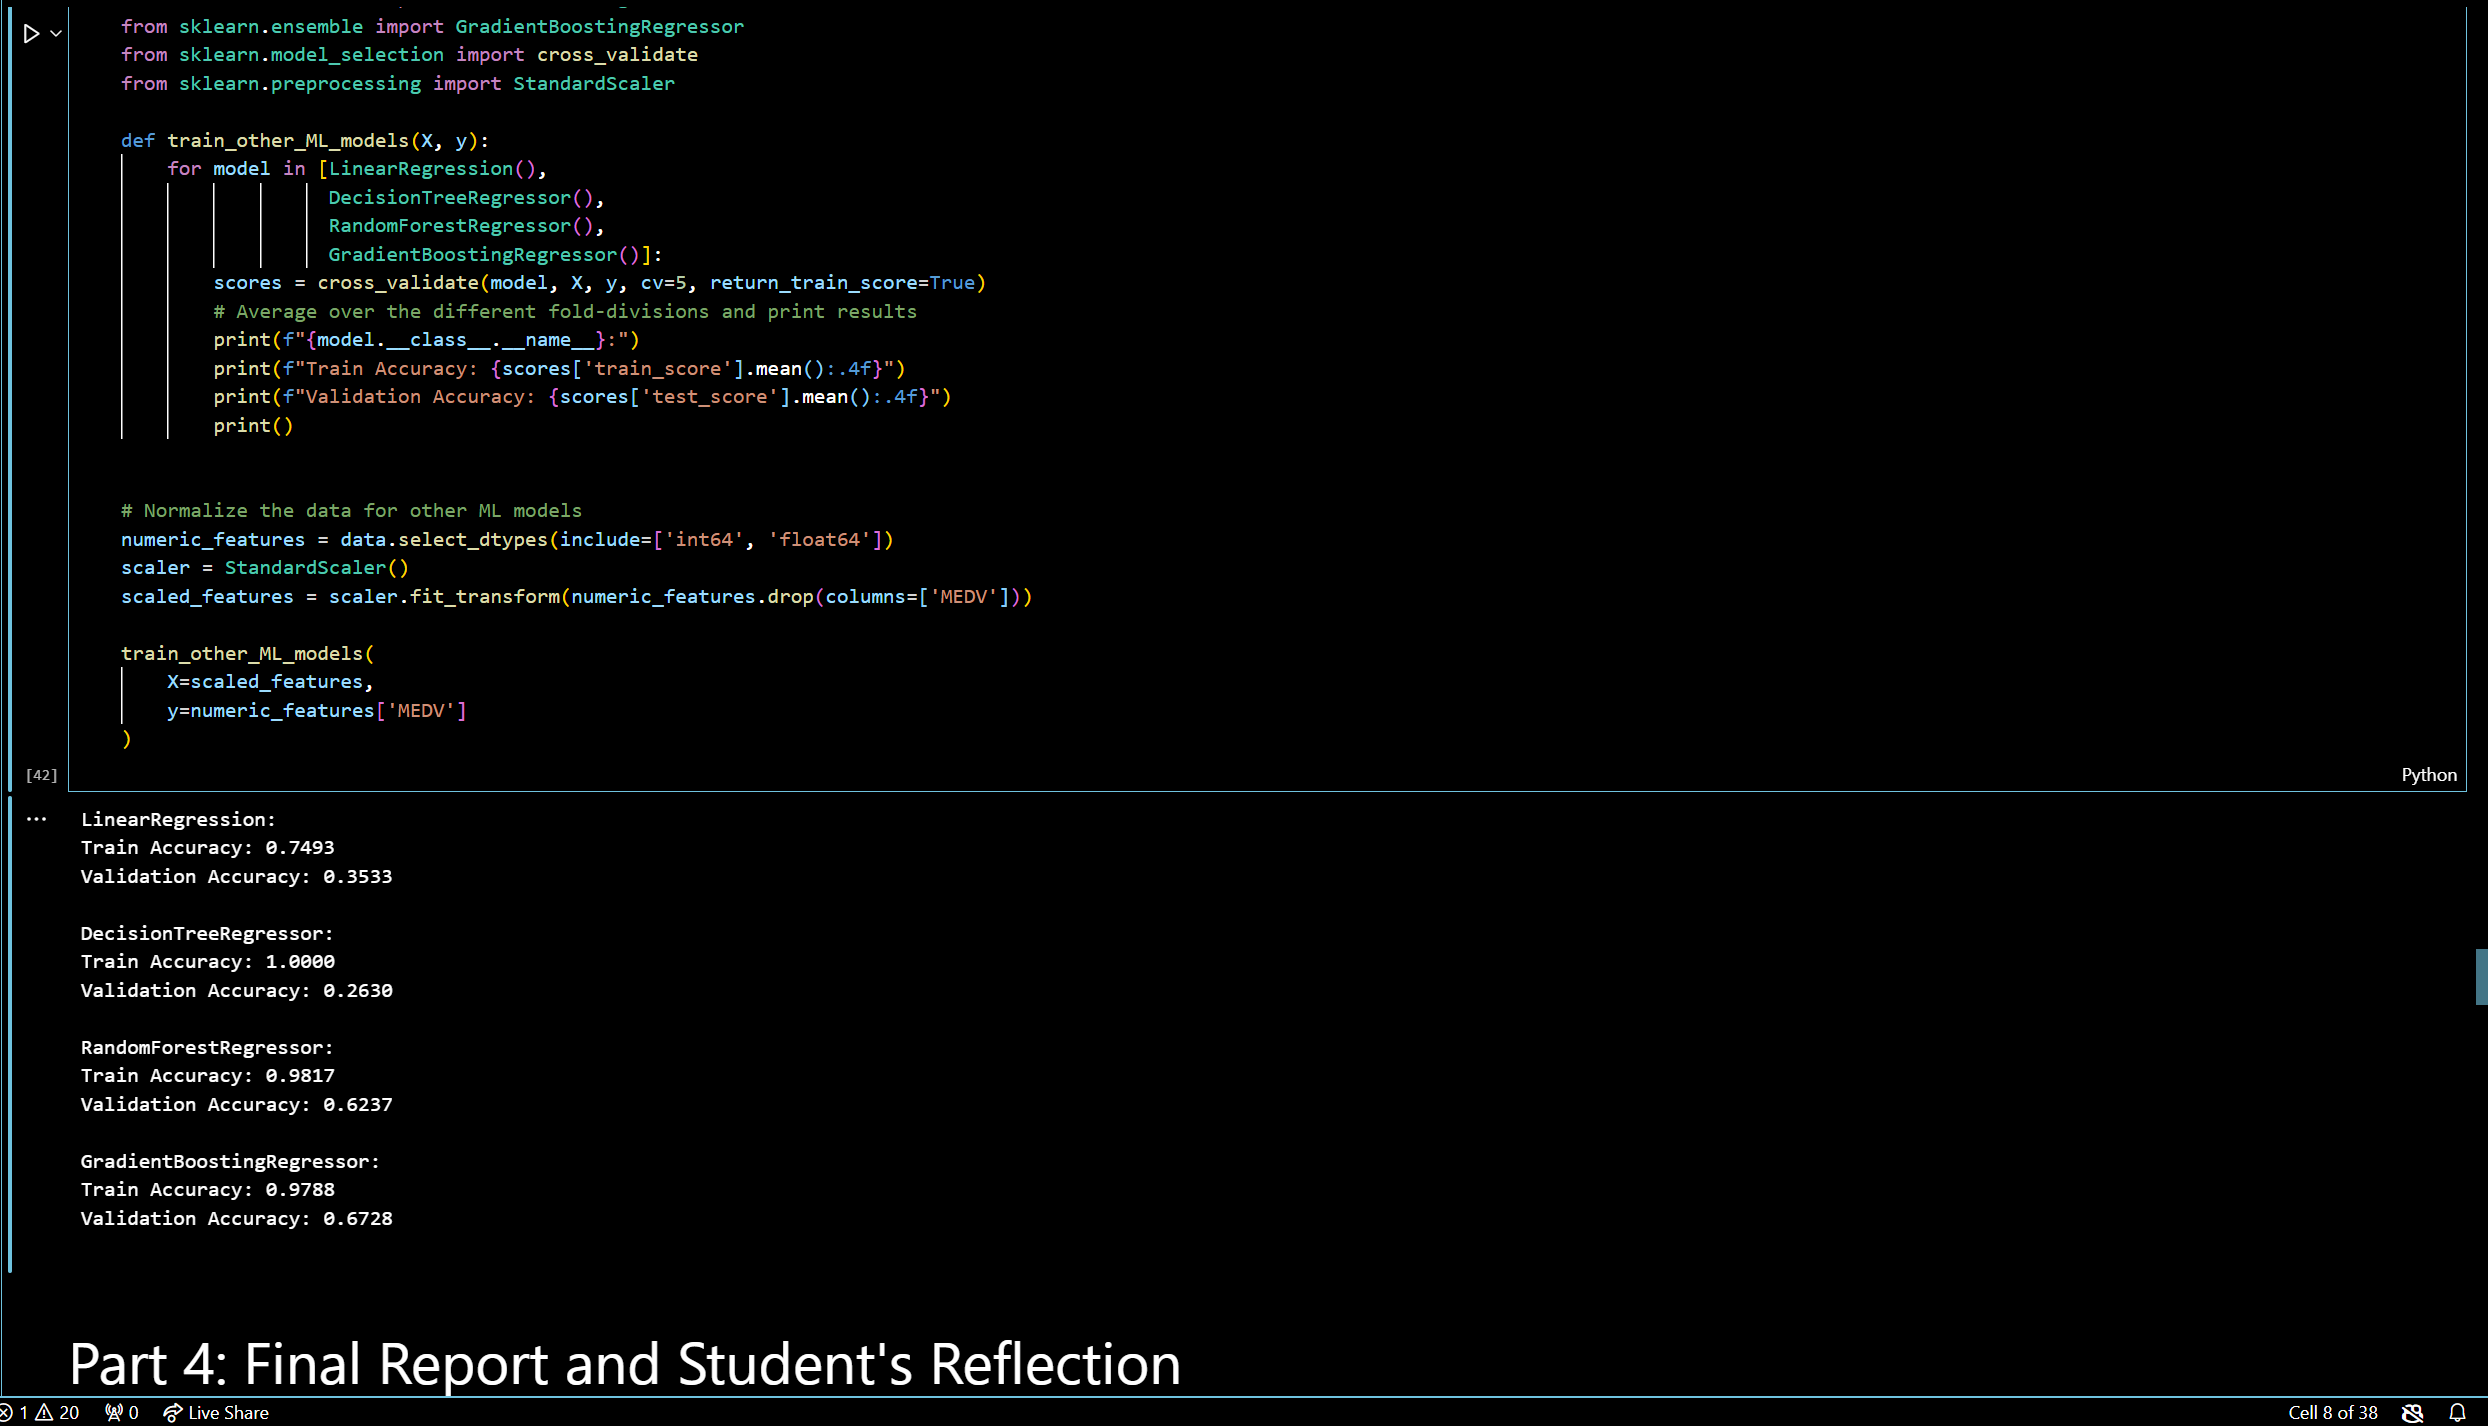 from sklearn.ensemble import GradientBoostingRegressor
from sklearn.model_selection import cross_validate
from sklearn.preprocessing import StandardScaler
def train_other_ML_models(X, y):
for model in [LinearRegression(),
DecisionTreeRegressor(),
RandomForestRegressor(),
GradientBoostingRegressor()]:
scores = cross_validate(model, X, y, cv=5, return_train_score=True)
# Average over the different fold-divisions and print results
print(f"{model.__class__.__name__}:")
print(f"Train Accuracy: {scores['train_score'].mean():.4f}")
print(f"Validation Accuracy: {scores['test_score'].mean():.4f}")
print()
# Normalize the data for other ML models
numeric_features = data.select_dtypes(include=['int64', 'float64'])
scaler = StandardScaler()
scaled_features = scaler.fit_transform(numeric_features.drop(columns=['MEDV']))
train_other_ML_models(
X=scaled_features,
y=numeric_features['MEDV']
)
[42]
Python
LinearRegression:
Train Accuracy: 0.7493
Validation Accuracy: 0.3533
DecisionTreeRegressor:
Train Accuracy: 1.0000
Validation Accuracy: 0.2630
RandomForestRegressor:
Train Accuracy: 0.9817
Validation Accuracy: 0.6237
GradientBoostingRegressor:
Train Accuracy: 0.9788
Validation Accuracy: 0.6728
Part 4: Final Report and Student's Reflection
1 20 0 Live Share
Cell 8 of 38